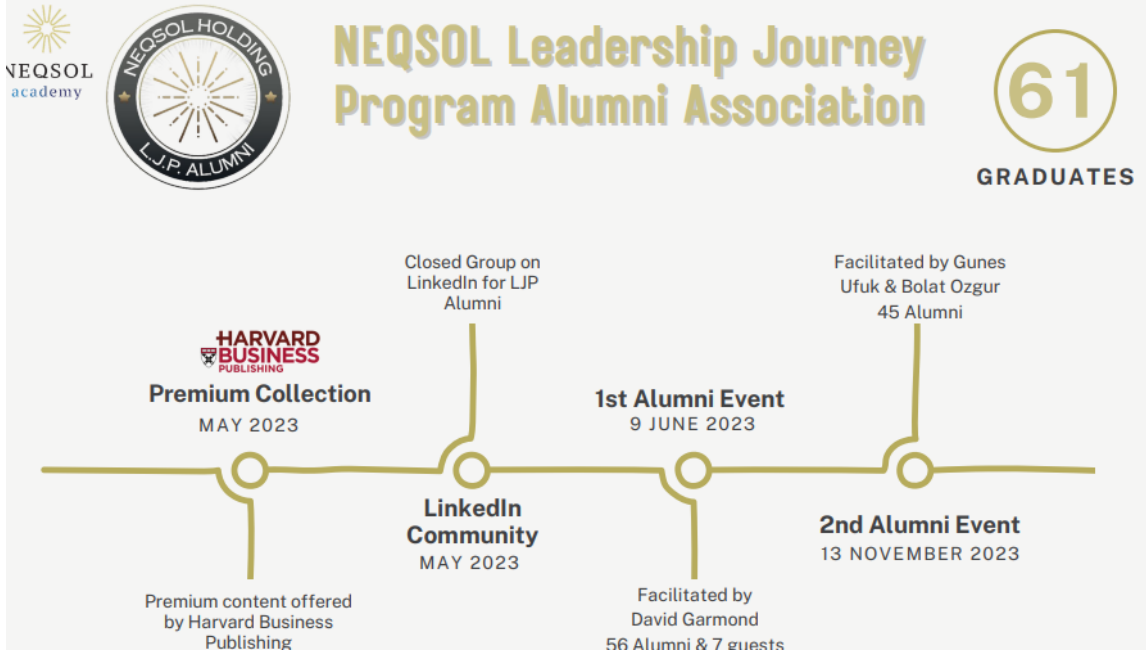 NEQSOL
academy
NEQSOL HOLDING
L.J.P. ALUMNI
NEQSOL Leadership Journey
Program Alumni Association
61
GRADUATES
Closed Group on
LinkedIn for LJP
Alumni
Facilitated by Gunes
Ufuk & Bolat Ozgur
45 Alumni
HARVARD
BUSINESS
PUBLISHING
Premium Collection
MAY 2023
1st Alumni Event
9 JUNE 2023
LinkedIn
Community
MAY 2023
2nd Alumni Event
13 NOVEMBER 2023
Premium content offered
by Harvard Business
Publishing
Facilitated by
David Garmond
56 Alumni & 7 guests